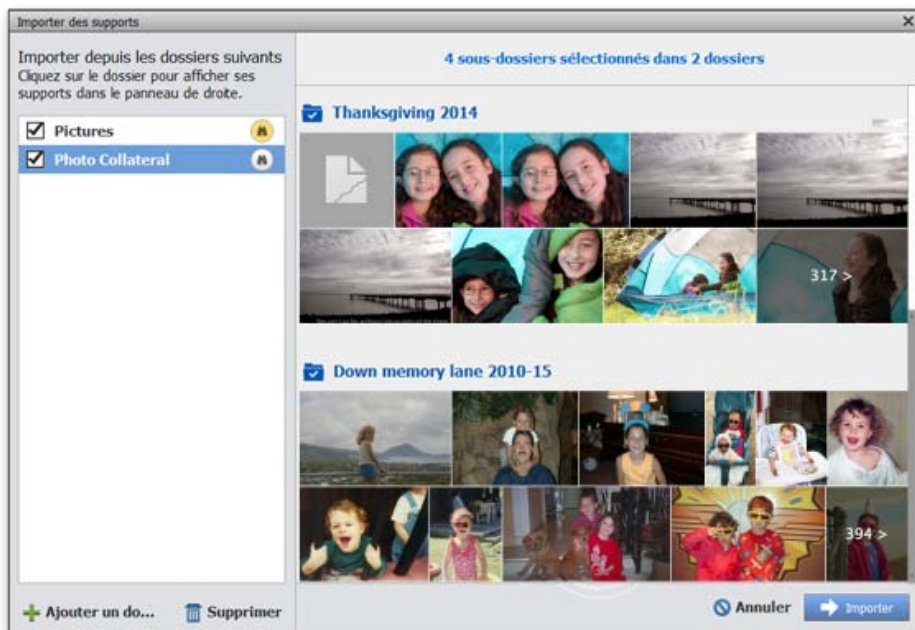 Importer des supports
Importer depuis les dossiers suivants
Cliquez sur le dossier pour afficher ses
supports dans le panneau de droite.
Pictures
Photo Collateral
Ajouter un do...
Supprimer
4 sous-dossiers sélectionnés dans 2 dossiers
Thanksgiving 2014
317 >
Down memory lane 2010-15
394 >
Annuler
Importer